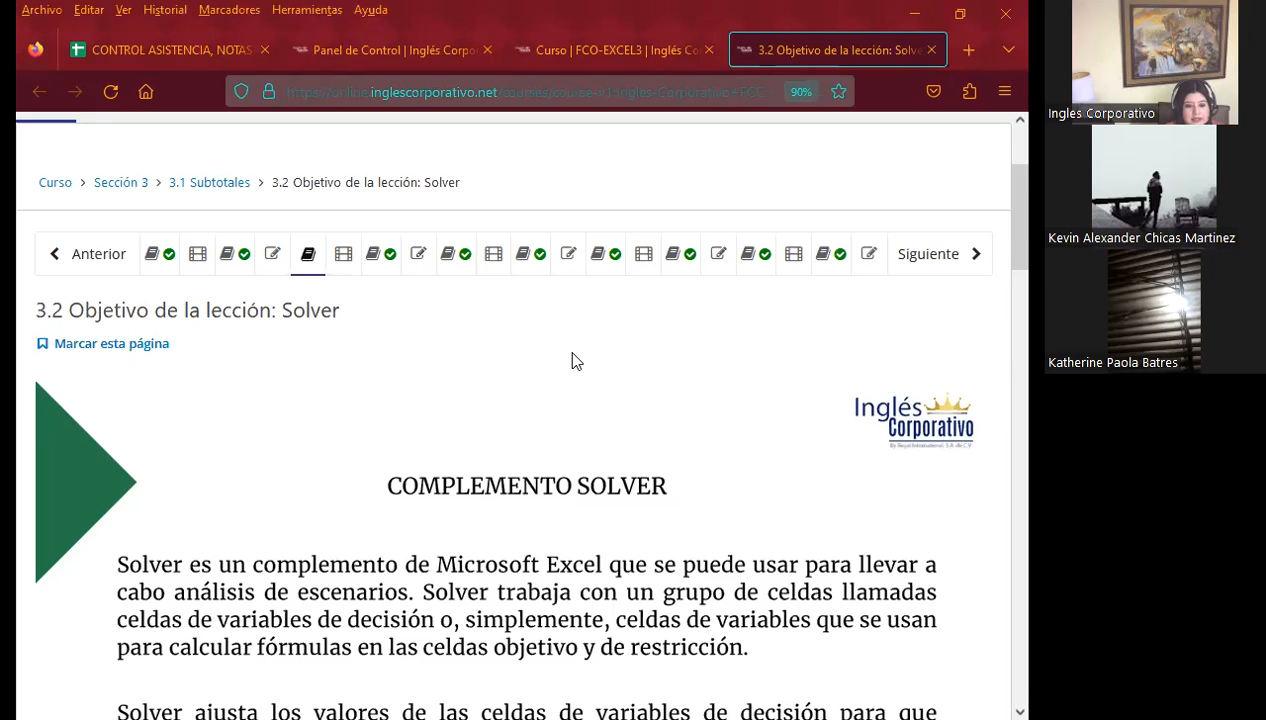 Archivo Editar Ver Historial Marcadores Herramientas Ayuda
CONTROL ASISTENCIA, NOTAS
Panel de Control | Inglés Corpo
Curso | FCO-EXCEL3 | Inglés Co
3.2 Objetivo de la lección: Solve
inglescorporativo.net
90%
Curso > Sección 3 > 3.1 Subtotales > 3.2 Objetivo de la lección: Solver
Anterior
Siguiente
3.2 Objetivo de la lección: Solver
Marcar esta página
Inglés
Corporativo
COMPLEMENTO SOLVER
Solver es un complemento de Microsoft Excel que se puede usar para llevar a
cabo análisis de escenarios. Solver trabaja con un grupo de celdas llamadas
celdas de variables de decisión o, simplemente, celdas de variables que se usan
para calcular fórmulas en las celdas objetivo y de restricción.
Solver ajusta los valores de las celdas de variables de decisión para que
Ingles Corporativo
Kevin Alexander Chicas Martinez
Katherine Paola Batres